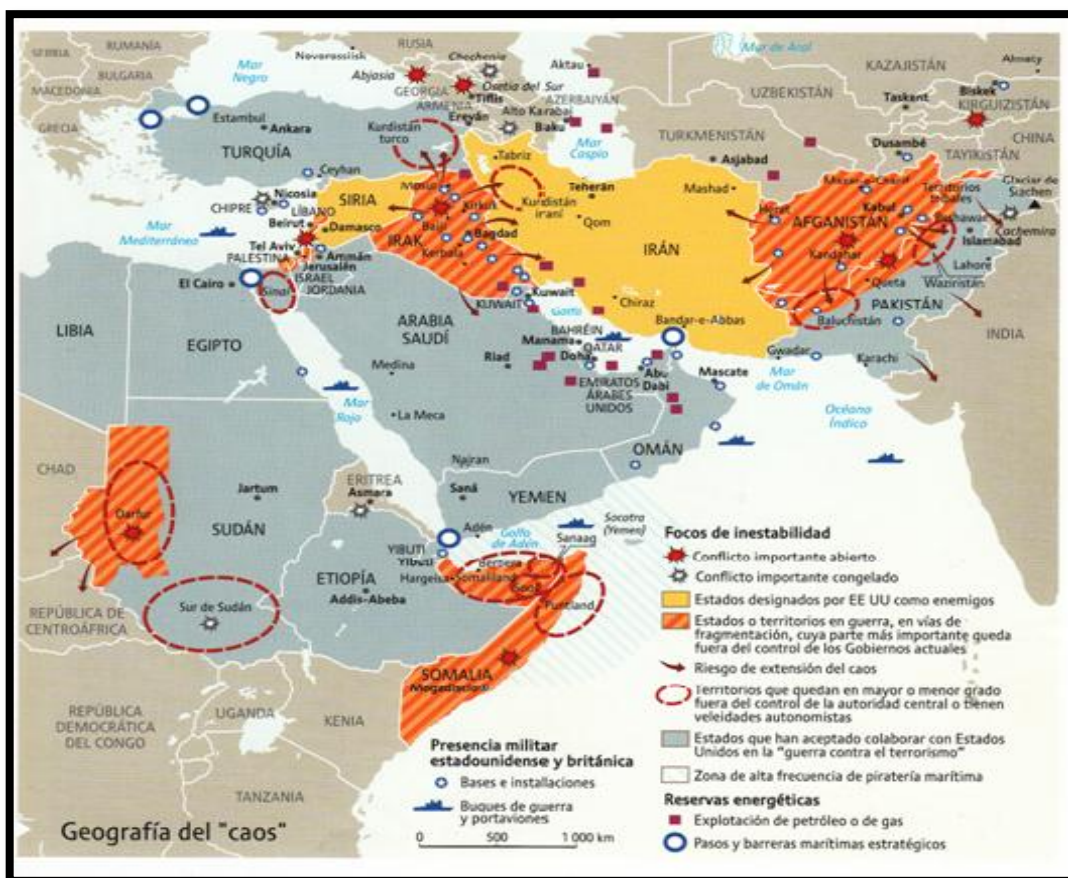 RUMANÍA
SERBIA
BULGARIA
MACEDONIA
GRECIA
Mar
Negro
Novorossiisk
RUSIA
Chechenia
Abjasia
Osetia del Sur
GEORGIA
Tiflis
ARMENIA
Ereván
Alto Karabaj
AZERBAIYÁN
Baku
Mar
Caspio
Aktau
Mar de Aral
KAZAJISTÁN
Almaty
UZBEKISTÁN
Taskent
Biskek
KIRGUIZISTÁN
CHINA
TURKMENISTÁN
Asjabad
Dusambé
TAYIKISTÁN
Estambul
Ankara
TURQUÍA
Kurdistán
turco
Ceyhan
Nicosia
CHIPRE
LÍBANO
Beirut
SIRIA
Damasco
Mar
Mediterráneo
Tel Aviv
PALESTINA
Ammán
Jerusalén
ISRAEL
JORDANIA
El Cairo
Sinaí
Mosul
Kirkuk
Baiji
IRAK
Bagdad
Kerbala
Tabriz
Kurdistán
iraní
Teherán
Qom
Mashad
IRÁN
Chiraz
Bandar-e-Abbas
Herat
Mazar-e-Charif
AFGANISTÁN
Kabul
Kandahar
Territorios
tribales
Peshawar
Islamabad
Glaciar de
Siachen
Cachemira
Lahore
Waziristán
Queta
PAKISTÁN
Baluchistán
Gwadar
Karachi
INDIA
LIBIA
EGIPTO
ARABIA
SAUDÍ
Medina
Riad
La Meca
Mar
Rojo
KUWAIT
Kuwait
Golfo
BAHRÉIN
Manama
QATAR
Doha
Abu
Dabi
EMIRATOS
ÁRABES
UNIDOS
Mascate
Mar
de Omán
Océano
Índico
OMÁN
Nairan
YEMEN
Saná
Adén
Golfo
de Adén
Socotra
(Yemen)
Sanaag
CHAD
Darfur
Jartum
SUDÁN
ERITREA
Asmara
YIBUTI
Yibuti
Berbera
Hargeisa
Somaliland
Puntland
ETIOPÍA
Addis-Abeba
Sur de Sudán
REPÚBLICA DE
CENTROÁFRICA
REPÚBLICA
DEMOCRÁTICA
DEL CONGO
UGANDA
KENIA
SOMALIA
Mogadiscio
TANZANIA
Geografía del "caos"
Presencia militar
estadounidense y británica
Bases e instalaciones
Buques de guerra
y portaviones
0 500 1 000 km
Focos de inestabilidad
Conflicto importante abierto
Conflicto importante congelado
Estados designados por EE UU como enemigos
Estados o territorios en guerra, en vías de
fragmentación, cuya parte más importante queda
fuera del control de los Gobiernos actuales
Riesgo de extensión del caos
Territorios que quedan en mayor o menor grado
fuera del control de la autoridad central o tienen
veleidades autonomistas
Estados que han aceptado colaborar con Estados
Unidos en la "guerra contra el terrorismo"
Zona de alta frecuencia de piratería marítima
Reservas energéticas
Explotación de petróleo o de gas
Pasos y barreras marítimas estratégicos